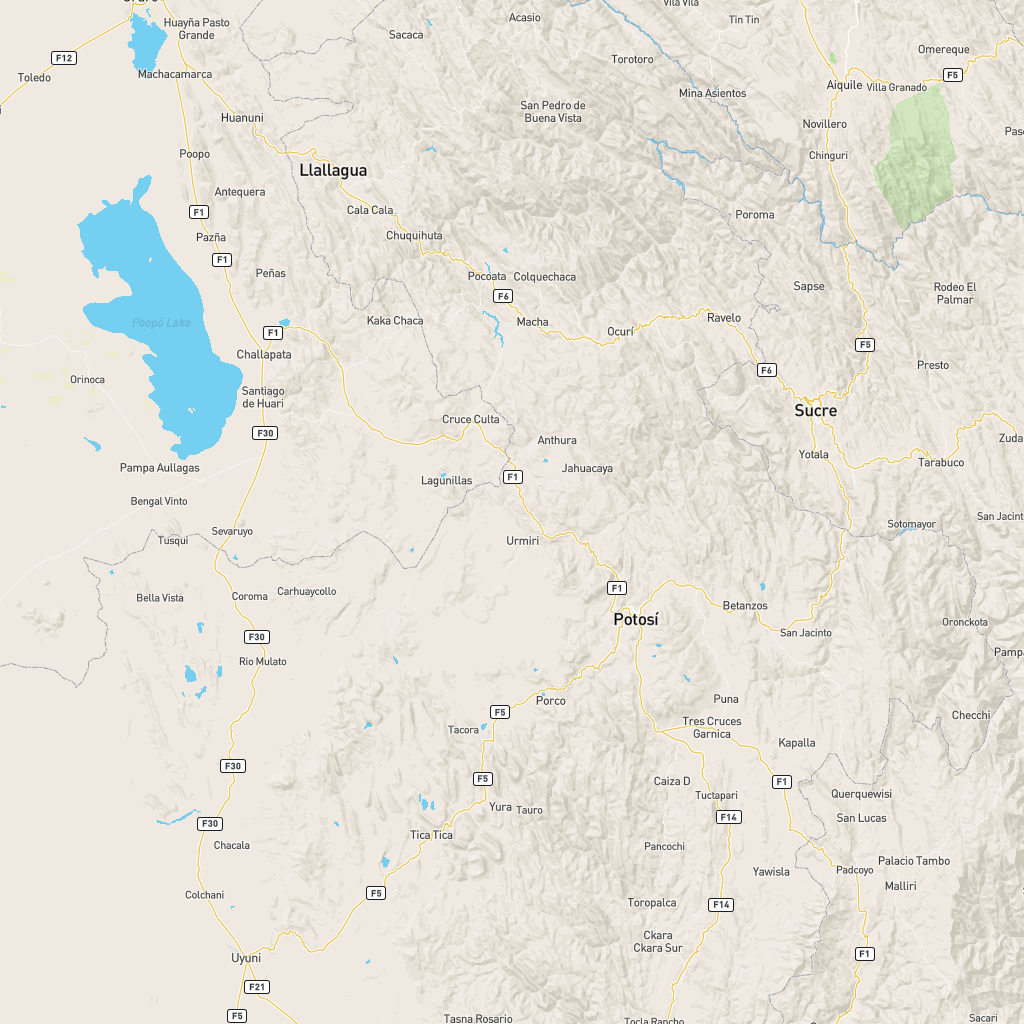 Oruro
Huayña Pasto
Grande
Acasio
Vila Vila
Tin Tin
Sacaca
F12
Toledo
Machacamarca
Torotoro
Omereque
F5
Aiquile
Villa Granado
Mina Asientos
San Pedro de
Buena Vista
Huanuni
Novillero
Poopo
Chinguri
Llallagua
Antequera
Cala Cala
F1
Poroma
Pazña
Chuquihuta
F1
Peñas
Pocoata
Colquechaca
Sapse
Rodeo El
Palmar
F6
Poopó Lake
Kaka Chaca
Macha
Ocurí
Ravelo
F1
Challapata
F5
Presto
F6
Orinoca
Santiago
de Huari
Sucre
Cruce Culta
F30
Anthura
Zuda
Yotala
Tarabuco
Pampa Aullagas
Jahuacaya
F1
Lagunillas
Bengal Vinto
San Jacint
Sotomayor
Sevaruyo
Tusqui
Urmiri
Bella Vista
Coroma
Carhuaycollo
F1
Betanzos
Potosí
Oronckota
San Jacinto
F30
Pampa
Rio Mulato
Puna
Porco
F5
Checchi
Tres Cruces
Garnica
Tacora
Kapalla
F30
F5
Caiza D
F1
Tuctapari
Querquewisi
Yura
Tauro
F14
San Lucas
F30
Tica Tica
Chacala
Pancochi
Palacio Tambo
Padcoyo
Yawisla
Malliri
Colchani
F5
Toropalca
F14
Ckara
Ckara Sur
F1
Uyuni
F21
F5
Tasna Rosario
Tocla Rancho
Sacari